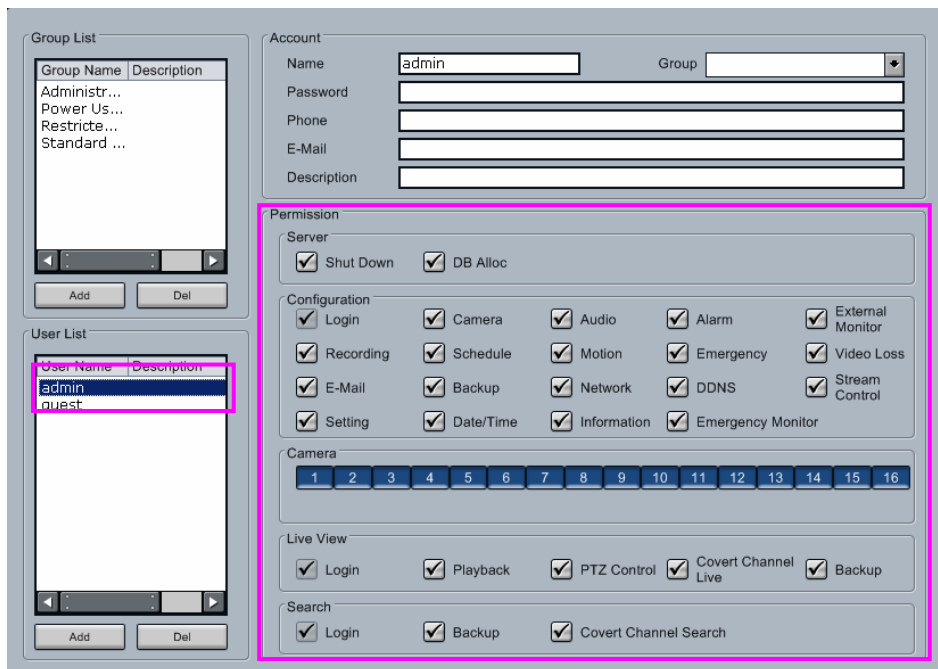 Group List
Group Name Description
Administr...
Power Us...
Restricte...
Standard ...
Add Del
User List
User Name Description
admin
guest
Add Del
Account
Name admin Group
Password
Phone
E-Mail
Description
Permission
Server
Shut Down DB Alloc
Configuration
Login Camera Audio Alarm External Monitor
Recording Schedule Motion Emergency Video Loss
E-Mail Backup Network DDNS Stream Control
Setting Date/Time Information Emergency Monitor
Camera
1 2 3 4 5 6 7 8 9 10 11 12 13 14 15 16
Live View
Login Playback PTZ Control Covert Channel Live Backup
Search
Login Backup Covert Channel Search